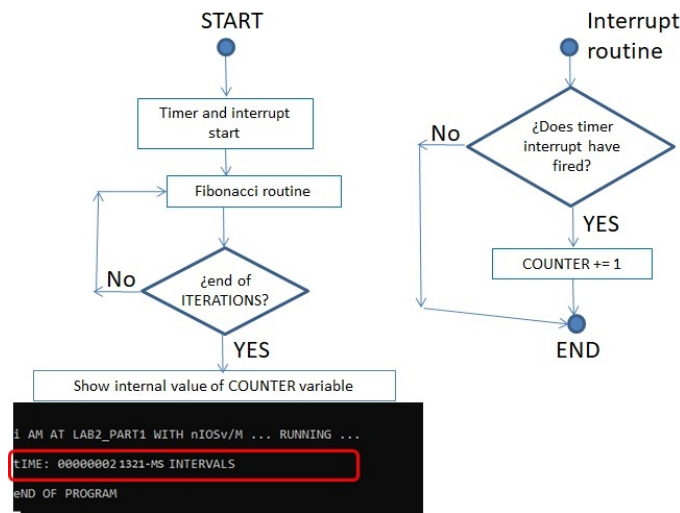 START
Timer and interrupt
start
Fibonacci routine
No
¿end of
ITERATIONS?
YES
Show internal value of COUNTER variable
Interrupt
routine
No
¿Does timer
interrupt have
fired?
YES
COUNTER += 1
END
i AM AT LAB2_PART1 WITH nIOSv/M ... RUNNING ...
tIME: 00000002 1321-MS INTERVALS
eND OF PROGRAM